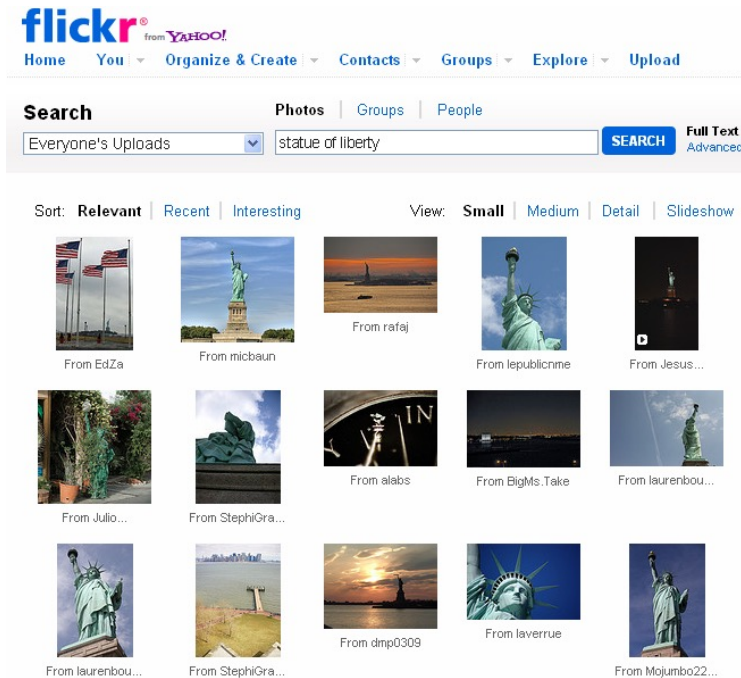 flickr® from YAHOO!
Home You Organize & Create Contacts Groups Explore Upload
Search Photos Groups People
Everyone's Uploads statue of liberty SEARCH Full Text
Advanced
Sort: Relevant Recent Interesting View: Small Medium Detail Slideshow
From EdZa From micbaun From rafaj From lepublicnme From Jesus...
IN
From Julio... From StephiGra... From alabs From BigMs.Take From laurenbou...
From laurenbou... From StephiGra... From dmp0309 From laverrue From Mojumbo22...